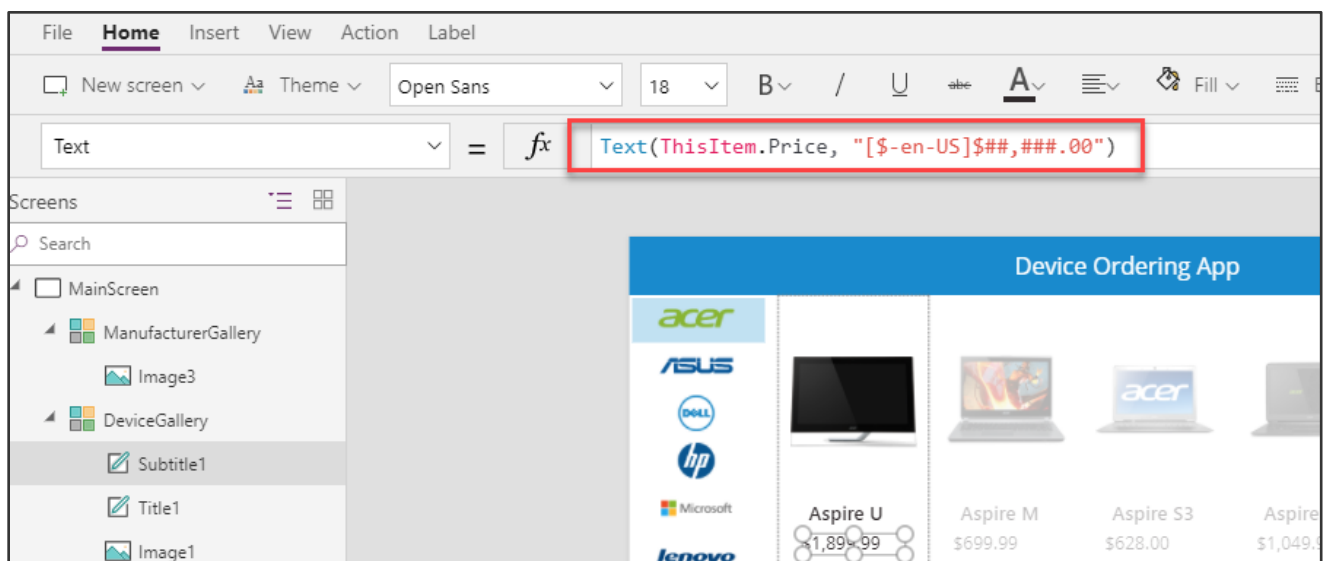 File Home Insert View Action Label
New screen Aa Theme Open Sans 18 B / U abc A Fill
Text = fx Text(ThisItem.Price, "[$-en-US]$##,###.00")
Screens
Search
MainScreen
ManufacturerGallery
Image3
DeviceGallery
Subtitle1
Title1
Image1
Device Ordering App
acer
ASUS
DELL
hp
Microsoft
lenovo
acer
Aspire U Aspire M Aspire S3 Aspire
$1,899.99 $699.99 $628.00 $1,049.9